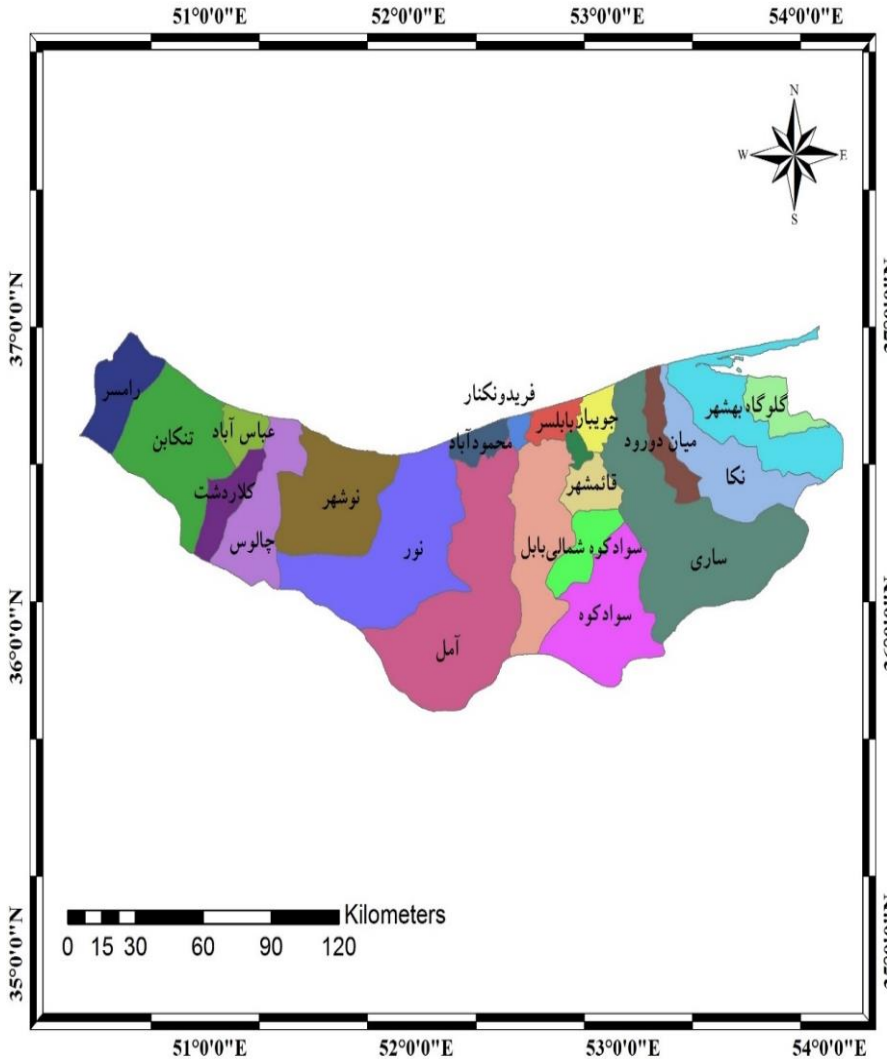 51°0'0"E 52°0'0"E 53°0'0"E 54°0'0"E
N
W E
S
37°0'0"N
فریدونکنار
رامسر
گلوگاه
بهشهر
جویبار
بابلسر
محمودآباد
عباس آباد
تنکابن
میان دورود
نکا
قائمشهر
کلاردشت
نوشهر
چالوس
نور
بابل
سوادکوه شمالی
ساری
سوادکوه
آمل
36°0'0"N
35°0'0"N
Kilometers
0 15 30 60 90 120
51°0'0"E 52°0'0"E 53°0'0"E 54°0'0"E